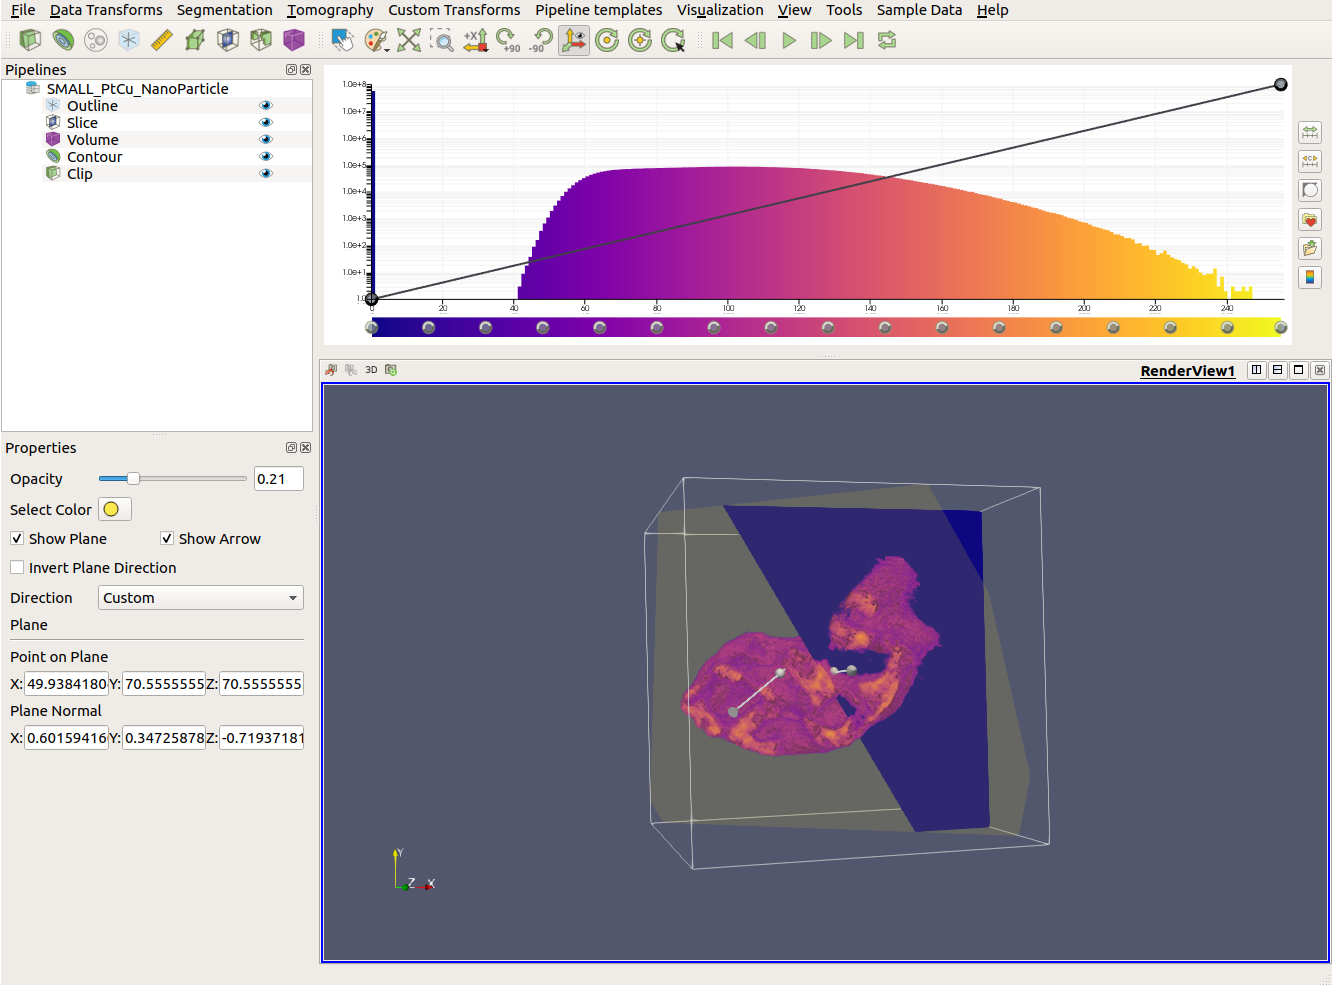 File Data Transforms Segmentation Tomography Custom Transforms Pipeline templates Visualization View Tools Sample Data Help
+X +90 -90
Pipelines
SMALL_PtCu_NanoParticle
Outline
Slice
Volume
Contour
Clip
1.0e+8
1.0e+7
1.0e+6
1.0e+5
1.0e+4
1.0e+3
1.0e+2
1.0e+1
0 20 40 60 80 100 120 140 160 180 200 220 240
C
3D RenderView1
Properties
Opacity 0.21
Select Color
Show Plane Show Arrow
Invert Plane Direction
Direction Custom
Plane
Point on Plane
X: 49.9384180 Y: 70.5555555 Z: 70.5555555
Plane Normal
X: 0.60159416 Y: 0.34725878 Z: -0.71937181
Y
Z X